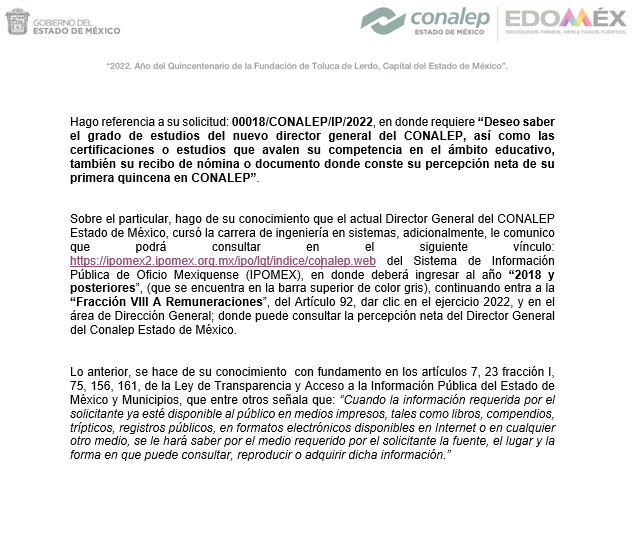 GOBIERNO DEL
ESTADO DE MÉXICO
conalep
ESTADO DE MÉXICO
EDOMÉX
DECISIONES FIRMES, RESULTADOS FUERTES.
“2022. Año del Quincentenario de la Fundación de Toluca de Lerdo, Capital del Estado de México”.
Hago referencia a su solicitud: 00018/CONALEP/IP/2022, en donde requiere “Deseo saber
el grado de estudios del nuevo director general del CONALEP, así como las
certificaciones o estudios que avalen su competencia en el ámbito educativo,
también su recibo de nómina o documento donde conste su percepción neta de su
primera quincena en CONALEP”.
Sobre el particular, hago de su conocimiento que el actual Director General del CONALEP
Estado de México, cursó la carrera de ingeniería en sistemas, adicionalmente, le comunico
que podrá consultar en el siguiente vínculo:
https://ipomex2.ipomex.org.mx/ipo/lgt/indice/conalep.web del Sistema de Información
Pública de Oficio Mexiquense (IPOMEX), en donde deberá ingresar al año “2018 y
posteriores”, (que se encuentra en la barra superior de color gris), continuando entra a la
“Fracción VIII A Remuneraciones”, del Artículo 92, dar clic en el ejercicio 2022, y en el
área de Dirección General; donde puede consultar la percepción neta del Director General
del Conalep Estado de México.
Lo anterior, se hace de su conocimiento con fundamento en los artículos 7, 23 fracción I,
75, 156, 161, de la Ley de Transparencia y Acceso a la Información Pública del Estado de
México y Municipios, que entre otros señala que: “Cuando la información requerida por el
solicitante ya esté disponible al público en medios impresos, tales como libros, compendios,
trípticos, registros públicos, en formatos electrónicos disponibles en Internet o en cualquier
otro medio, se le hará saber por el medio requerido por el solicitante la fuente, el lugar y la
forma en que puede consultar, reproducir o adquirir dicha información.”